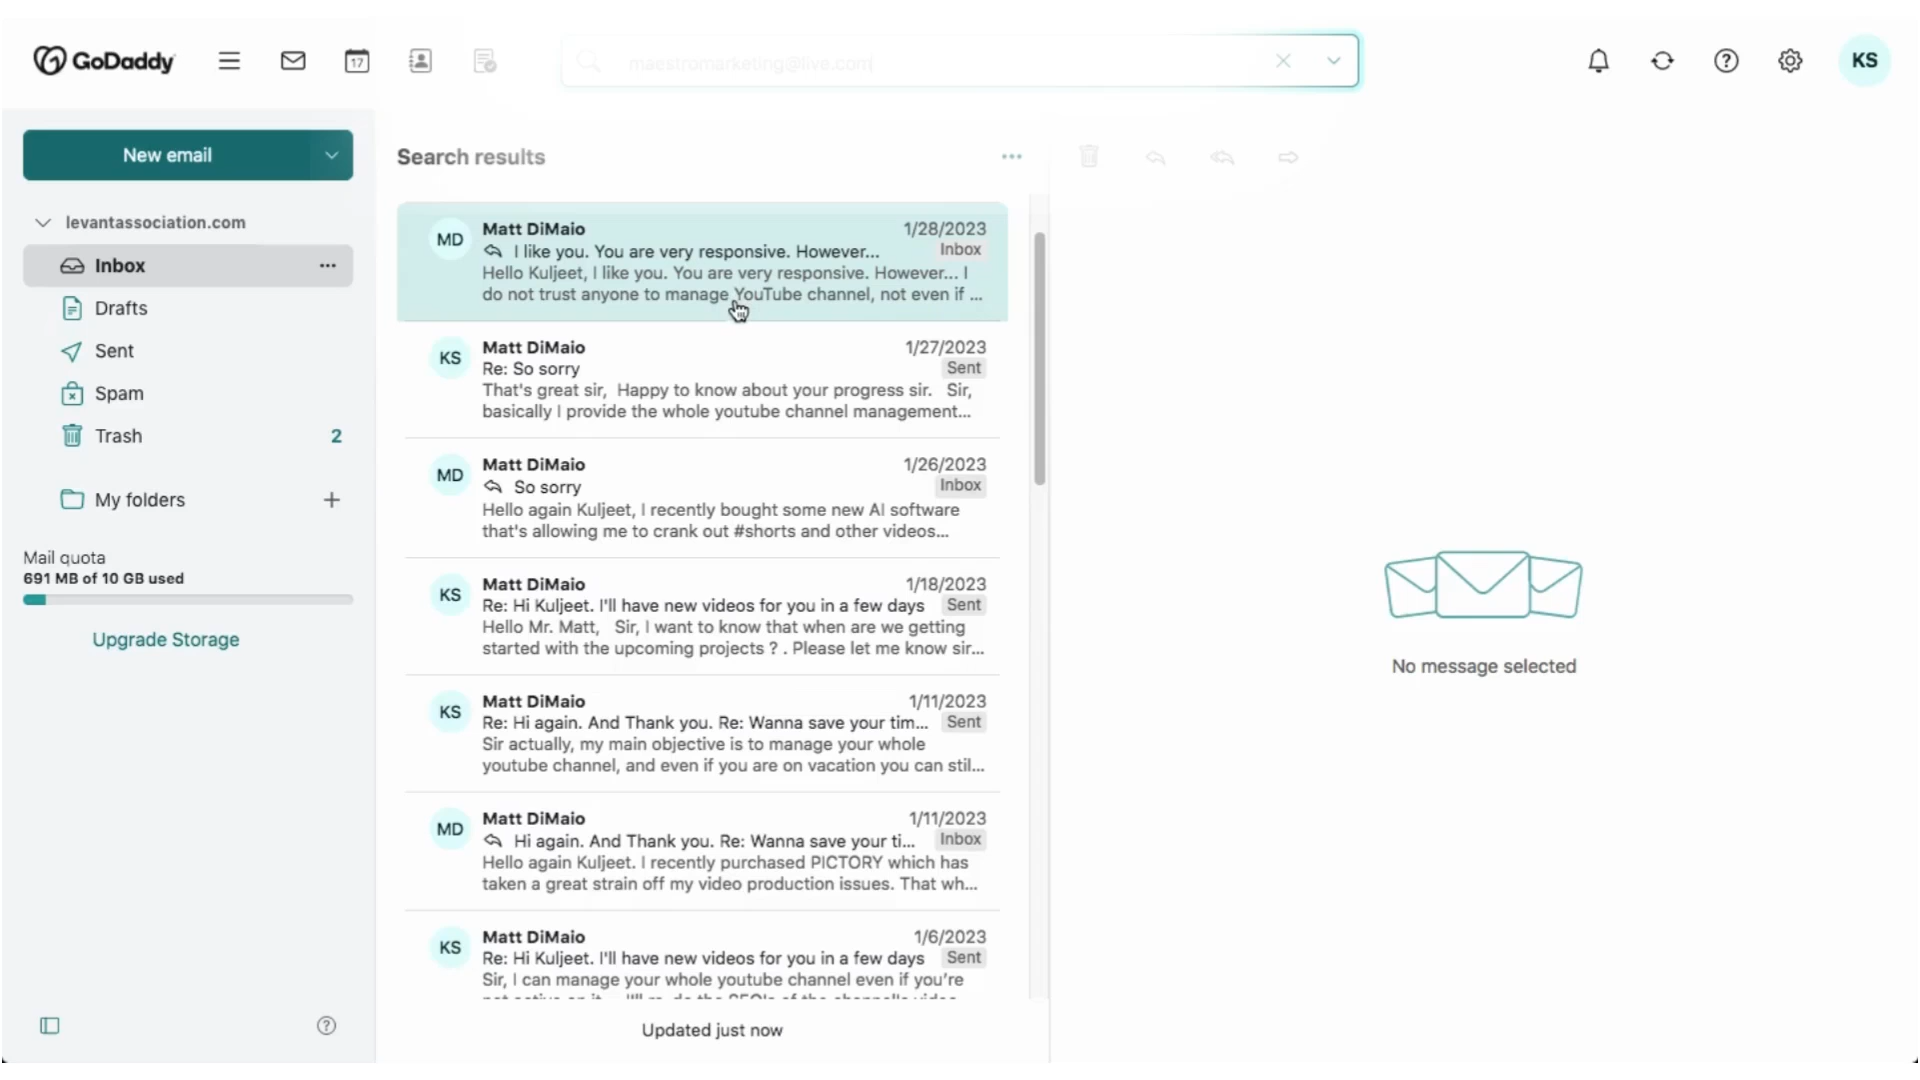 GoDaddy
17
maestromarketing@live.com
KS
New email
levantassociation.com
Inbox
Drafts
Sent
Spam
Trash 2
My folders
Mail quota
691 MB of 10 GB used
Upgrade Storage
Search results
MD
Matt DiMaio 1/28/2023
I like you. You are very responsive. However... Inbox
Hello Kuljeet, I like you. You are very responsive. However... I
do not trust anyone to manage YouTube channel, not even if ...
KS
Matt DiMaio 1/27/2023
Re: So sorry Sent
That's great sir, Happy to know about your progress sir. Sir,
basically I provide the whole youtube channel management...
MD
Matt DiMaio 1/26/2023
So sorry Inbox
Hello again Kuljeet, I recently bought some new AI software
that's allowing me to crank out #shorts and other videos...
KS
Matt DiMaio 1/18/2023
Re: Hi Kuljeet. I'll have new videos for you in a few days Sent
Hello Mr. Matt, Sir, I want to know that when are we getting
started with the upcoming projects ? . Please let me know sir...
KS
Matt DiMaio 1/11/2023
Re: Hi again. And Thank you. Re: Wanna save your tim... Sent
Sir actually, my main objective is to manage your whole
youtube channel, and even if you are on vacation you can stil...
MD
Matt DiMaio 1/11/2023
Hi again. And Thank you. Re: Wanna save your ti... Inbox
Hello again Kuljeet. I recently purchased PICTORY which has
taken a great strain off my video production issues. That wh...
KS
Matt DiMaio 1/6/2023
Re: Hi Kuljeet. I'll have new videos for you in a few days Sent
Sir, I can manage your whole youtube channel even if you're
Updated just now
No message selected